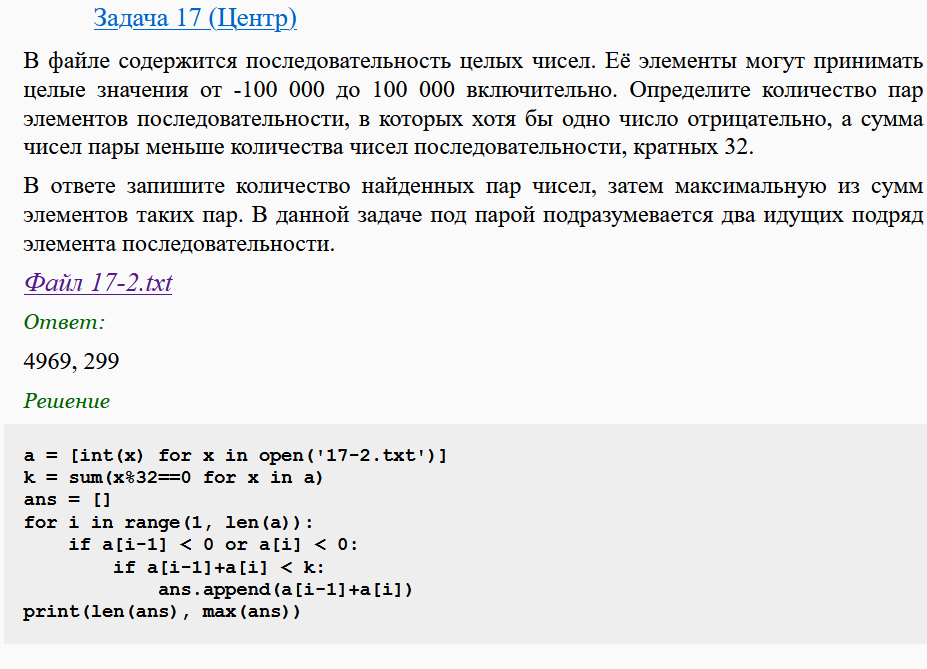 Задача 17 (Центр)
В файле содержится последовательность целых чисел. Её элементы могут принимать
целые значения от -100 000 до 100 000 включительно. Определите количество пар
элементов последовательности, в которых хотя бы одно число отрицательно, а сумма
чисел пары меньше количества чисел последовательности, кратных 32.
В ответе запишите количество найденных пар чисел, затем максимальную из сумм
элементов таких пар. В данной задаче под парой подразумевается два идущих подряд
элемента последовательности.
Файл 17-2.txt
Ответ:
4969, 299
Решение
a = [int(x) for x in open('17-2.txt')]
k = sum(x%32==0 for x in a)
ans = []
for i in range(1, len(a)):
    if a[i-1] < 0 or a[i] < 0:
        if a[i-1]+a[i] < k:
            ans.append(a[i-1]+a[i])
print(len(ans), max(ans))